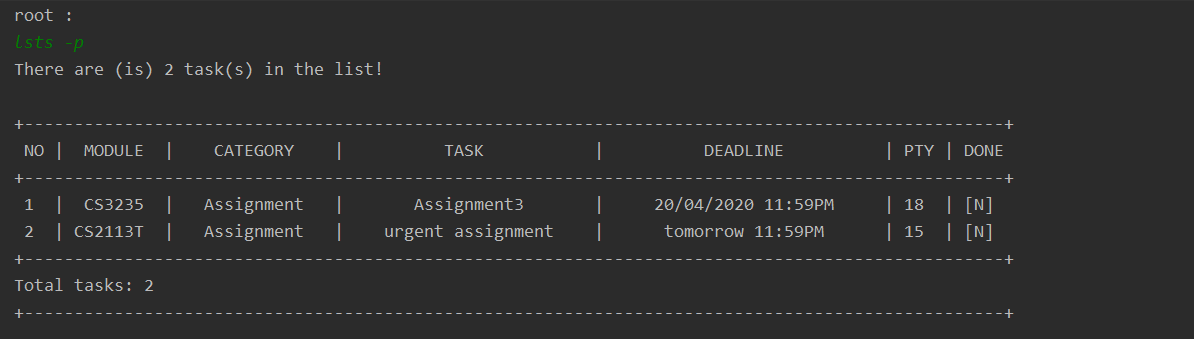 root :
lsts -p
There are (is) 2 task(s) in the list!
+--------------------------------------------------------------------------------------------------+
NO | MODULE | CATEGORY | TASK | DEADLINE | PTY | DONE
+--------------------------------------------------------------------------------------------------+
1 | CS3235 | Assignment | Assignment3 | 20/04/2020 11:59PM | 18 | [N]
2 | CS2113T | Assignment | urgent assignment | tomorrow 11:59PM | 15 | [N]
+--------------------------------------------------------------------------------------------------+
Total tasks: 2
+--------------------------------------------------------------------------------------------------+